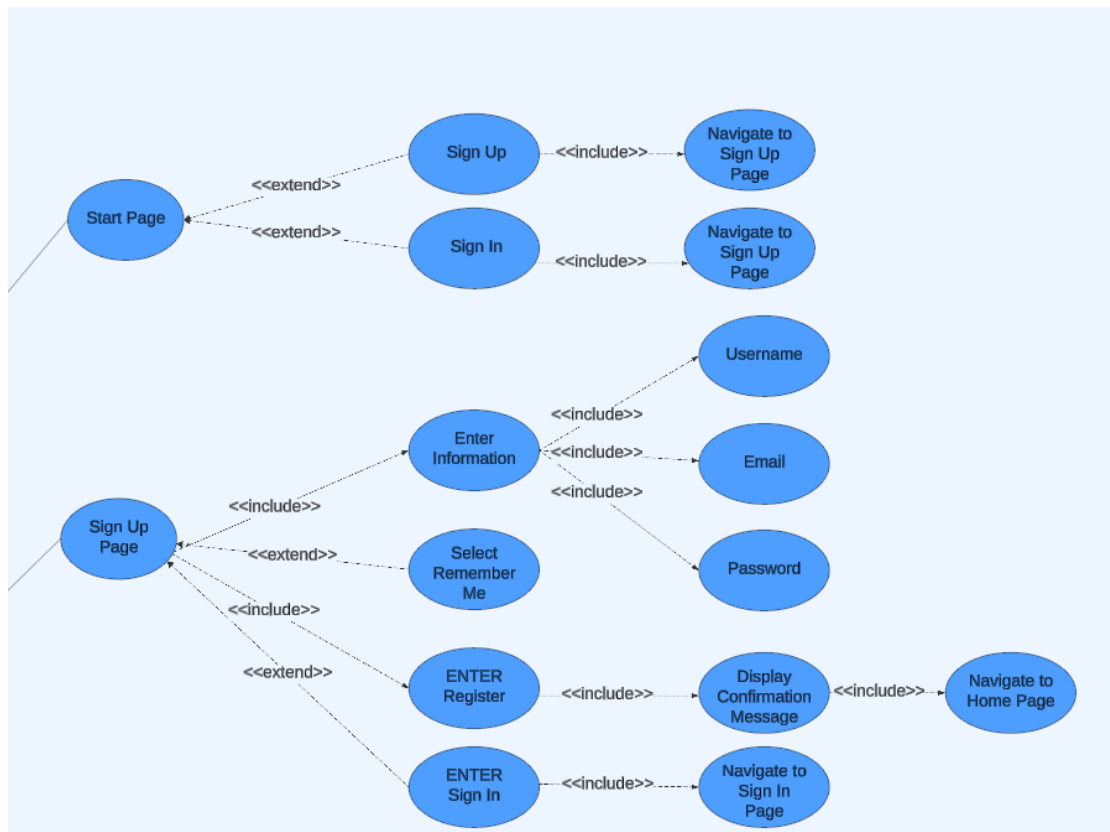 Sign Up
<<include>>
Navigate to
Sign Up
Page
<<extend>>
Start Page
<<extend>>
Sign In
<<include>>
Navigate to
Sign Up
Page
Username
<<include>>
Enter
Information
<<include>>
Email
<<include>>
<<include>>
Sign Up
Page
<<extend>>
Select
Remember
Me
Password
<<include>>
<<extend>>
ENTER
Register
<<include>>
Display
Confirmation
Message
<<include>>
Navigate to
Home Page
ENTER
Sign In
<<include>>
Navigate to
Sign In
Page